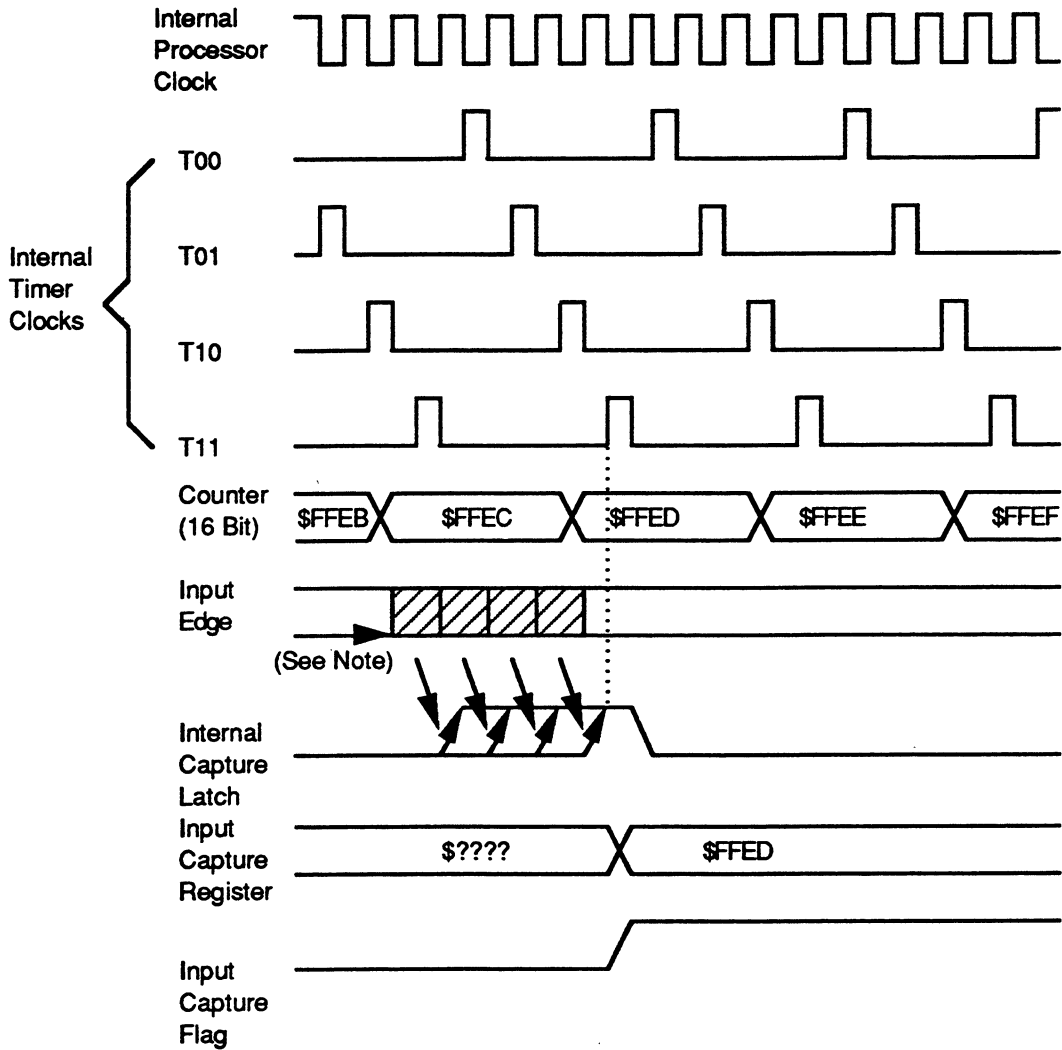 Internal
Processor
Clock
T00
T01
Internal
Timer
Clocks
T10
T11
Counter
(16 Bit)
$FFEB
$FFEC
$FFED
$FFEE
$FFEF
Input
Edge
(See Note)
Internal
Capture
Latch
Input
Capture
Register
$????
$FFED
Input
Capture
Flag